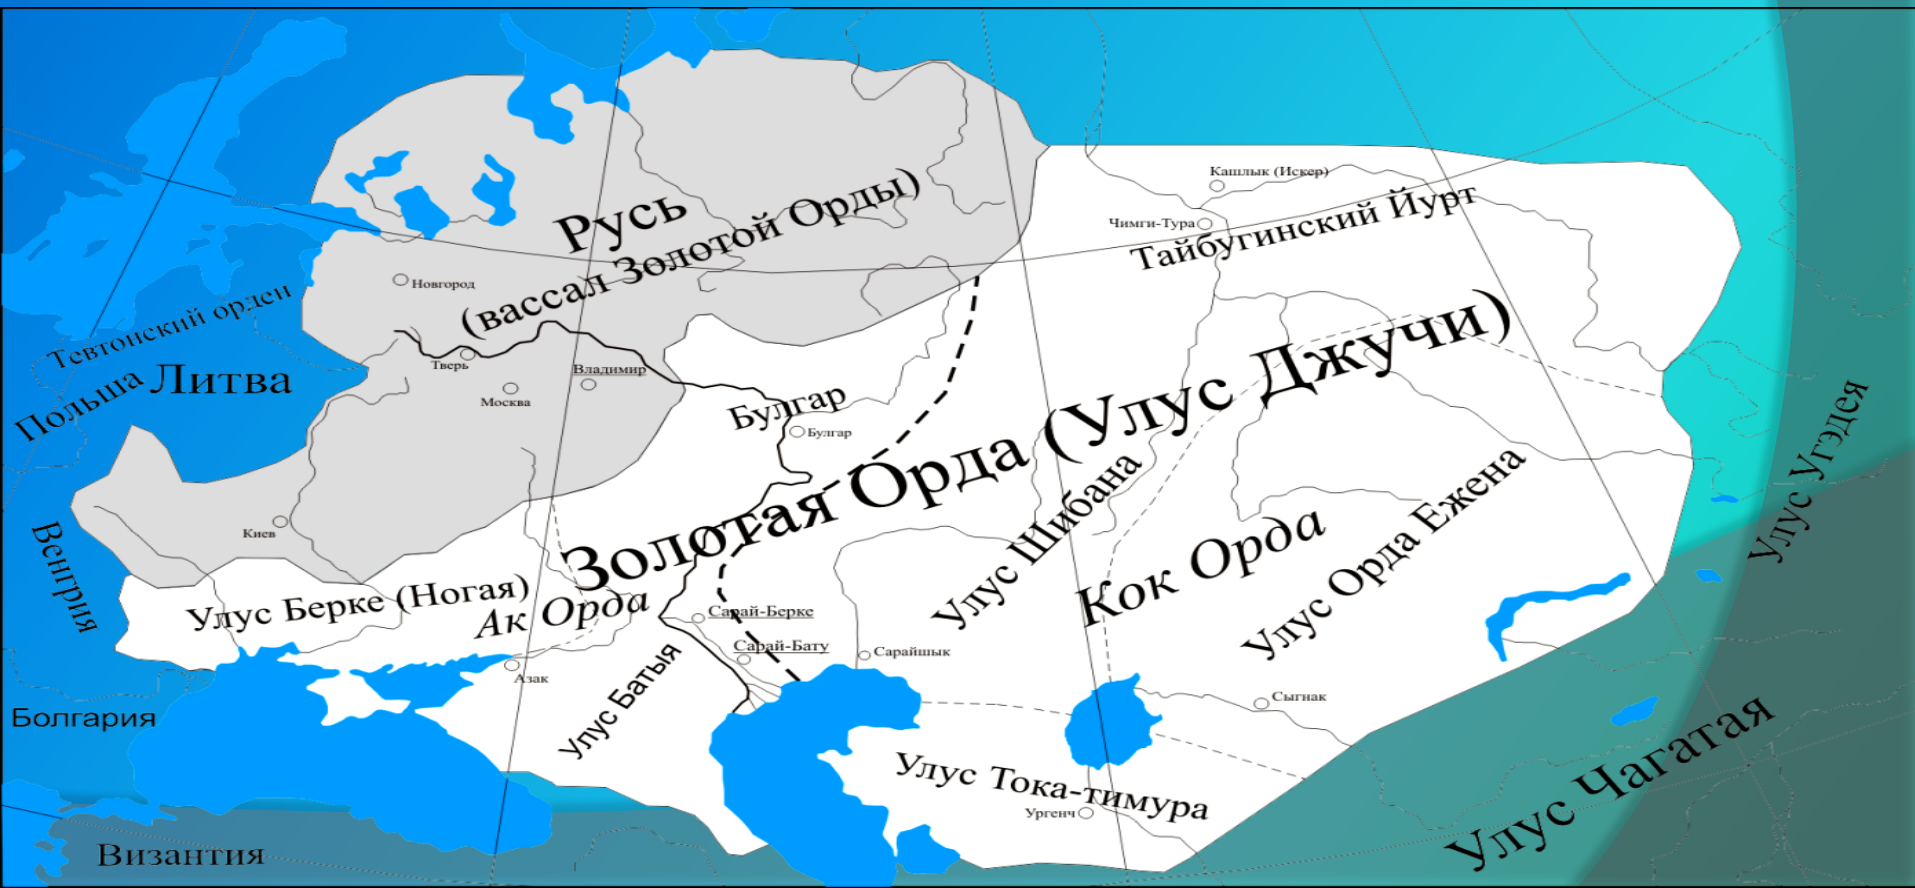 Кашлык (Искер)
Чимги-Тура
Тайбугинский Йурт
Русь
(вассал Золотой Орды)
Новгород
Тевтонский орден
Польша
Литва
Тверь
Владимир
Москва
Булгар
Булгар
Золотая Орда (Улус Джучи)
Улус Угэдея
Венгрия
Киев
Улус Шибана
Кок Орда
Улус Орда Ежена
Улус Берке (Ногая)
Ак Орда
Сарай-Берке
Сарай-Бату
Сарайшык
Азак
Улус Батыя
Сыгнак
Болгария
Улус Тока-тимура
Ургенч
Улус Чагатая
Византия